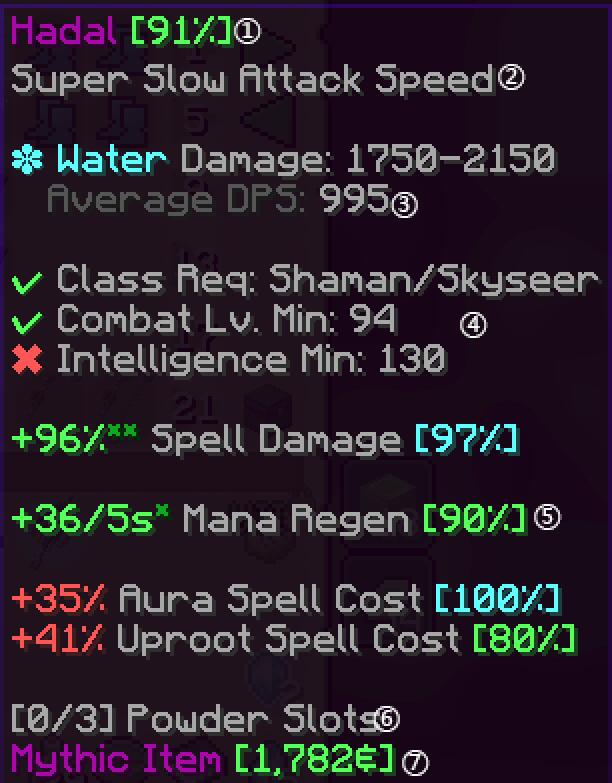 Hadal [91%]①
Super Slow Attack Speed②
❇ Water Damage: 1750-2150
Average DPS: 995③
✓ Class Req: Shaman/Skyseer
✓ Combat Lv. Min: 94 ④
✖ Intelligence Min: 130
+96%** Spell Damage [97%]
+36/5s* Mana Regen [90%]⑤
+35% Aura Spell Cost [100%]
+41% Uproot Spell Cost [80%]
[0/3] Powder Slots⑥
Mythic Item [1,782₢]⑦